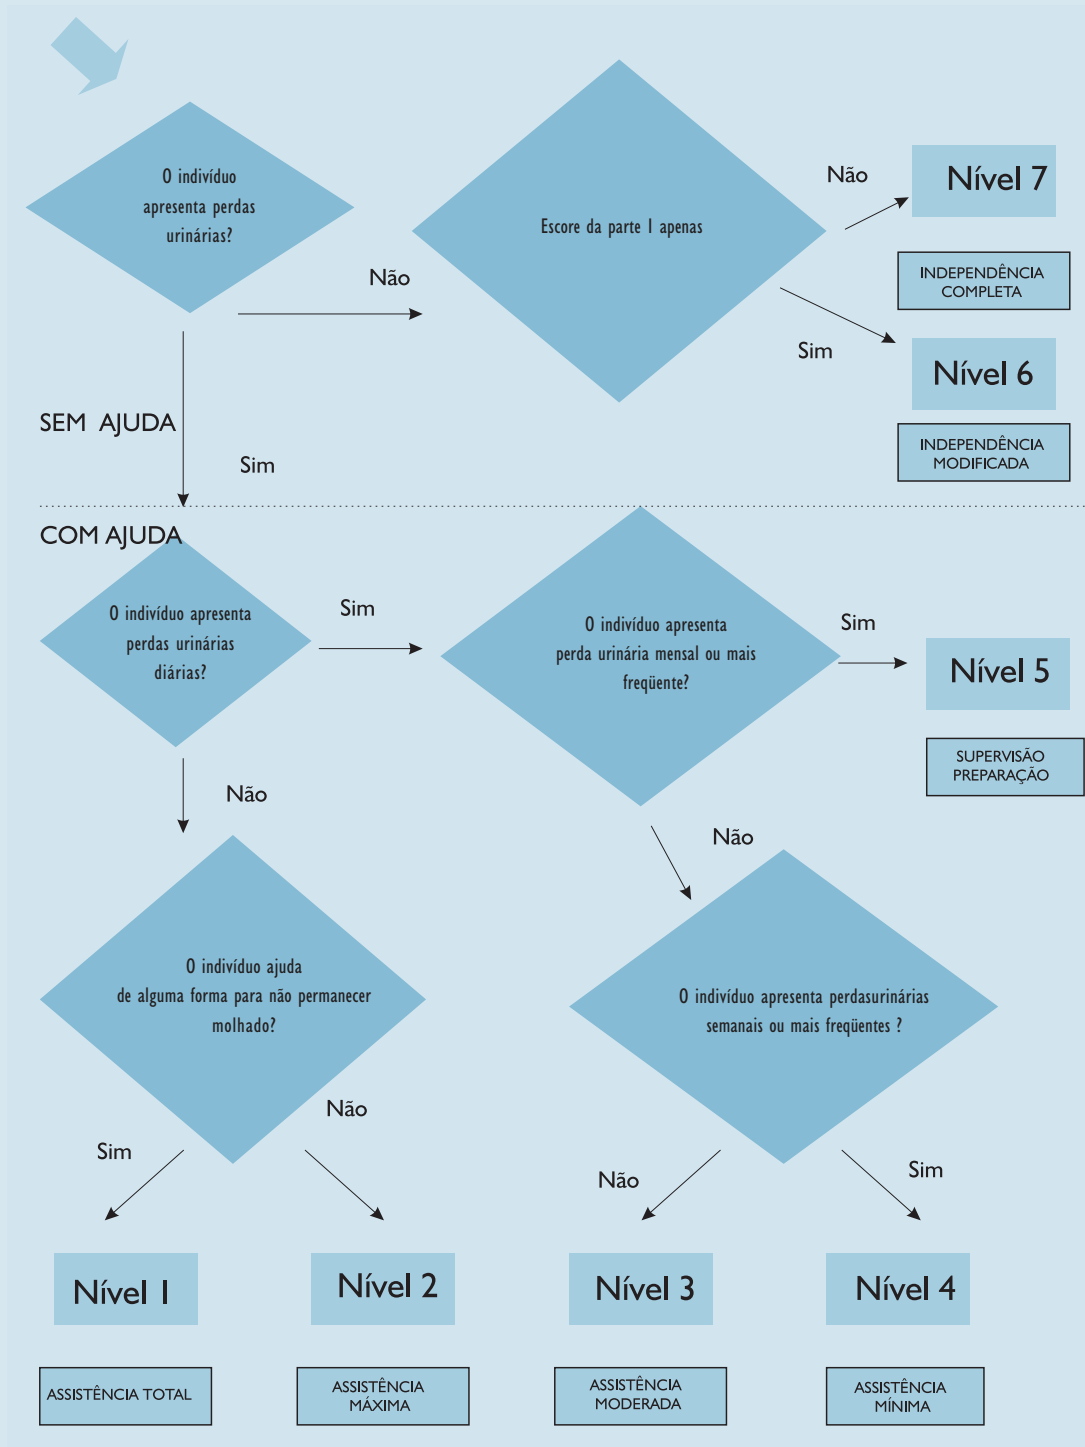 O indivíduo
apresenta perdas
urinárias?
Não
Escore da parte I apenas
Não
Nível 7
INDEPENDÊNCIA
COMPLETA
Sim
Nível 6
INDEPENDÊNCIA
MODIFICADA
SEM AJUDA
Sim
COM AJUDA
O indivíduo apresenta
perdas urinárias
diárias?
Sim
O indivíduo apresenta
perda urinária mensal ou mais
freqüente?
Sim
Nível 5
SUPERVISÃO
PREPARAÇÃO
Não
Não
O indivíduo ajuda
de alguma forma para não permanecer
molhado?
O indivíduo apresenta perdasurinárias
semanais ou mais freqüentes ?
Sim
Não
Não
Sim
Nível I
Nível 2
Nível 3
Nível 4
ASSISTÊNCIA TOTAL
ASSISTÊNCIA
MÁXIMA
ASSISTÊNCIA
MODERADA
ASSISTÊNCIA
MÍNIMA